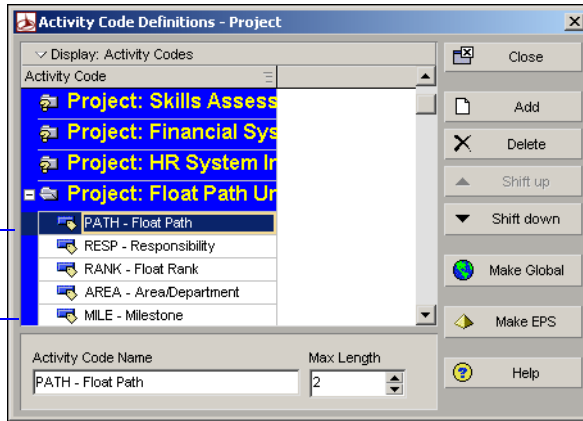 Activity Code Definitions - Project
Display: Activity Codes
Activity Code
Project: Skills Assess
Project: Financial Sys
Project: HR System Ir
Project: Float Path Ur
PATH - Float Path
RESP - Responsibility
RANK - Float Rank
AREA - Area/Department
MILE - Milestone
Activity Code Name
Max Length
PATH - Float Path
2
Close
Add
Delete
Shift up
Shift down
Make Global
Make EPS
Help